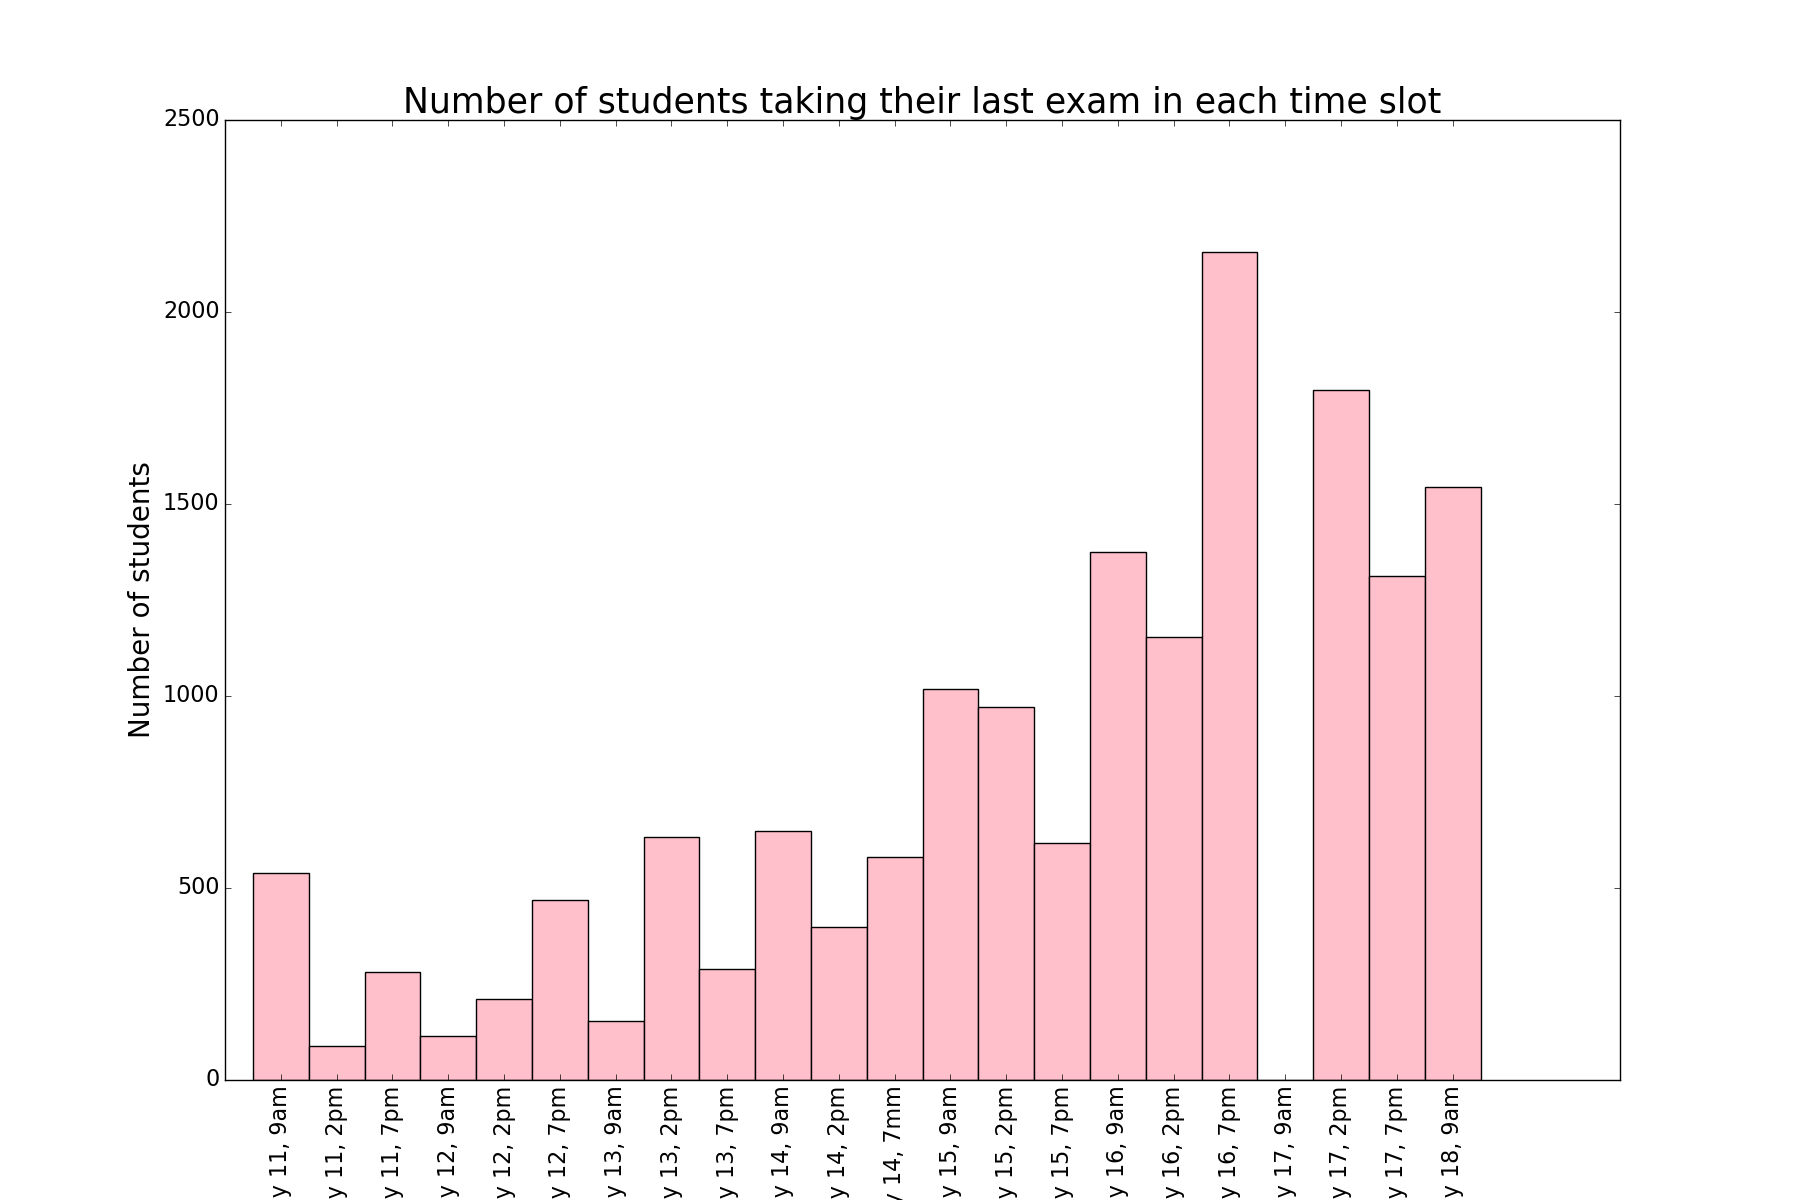 Number of students taking their last exam in each time slot
Number of students
2500
2000
1500
1000
500
0
y 11, 9am
y 11, 2pm
y 11, 7pm
y 12, 9am
y 12, 2pm
y 12, 7pm
y 13, 9am
y 13, 2pm
y 13, 7pm
y 14, 9am
y 14, 2pm
y 14, 7mm
y 15, 9am
y 15, 2pm
y 15, 7pm
y 16, 9am
y 16, 2pm
y 16, 7pm
y 17, 9am
y 17, 2pm
y 17, 7pm
y 18, 9am